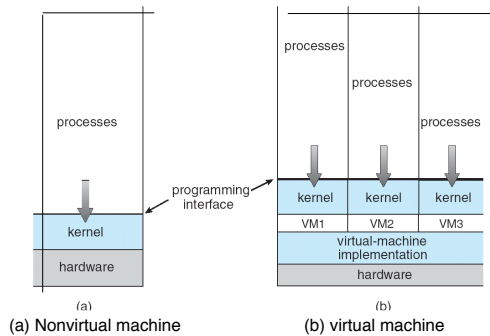 processes
programming
interface
kernel
hardware
(a)
(a) Nonvirtual machine
processes
processes
processes
kernel
kernel
kernel
VM1
VM2
VM3
virtual-machine
implementation
hardware
(b)
(b) virtual machine